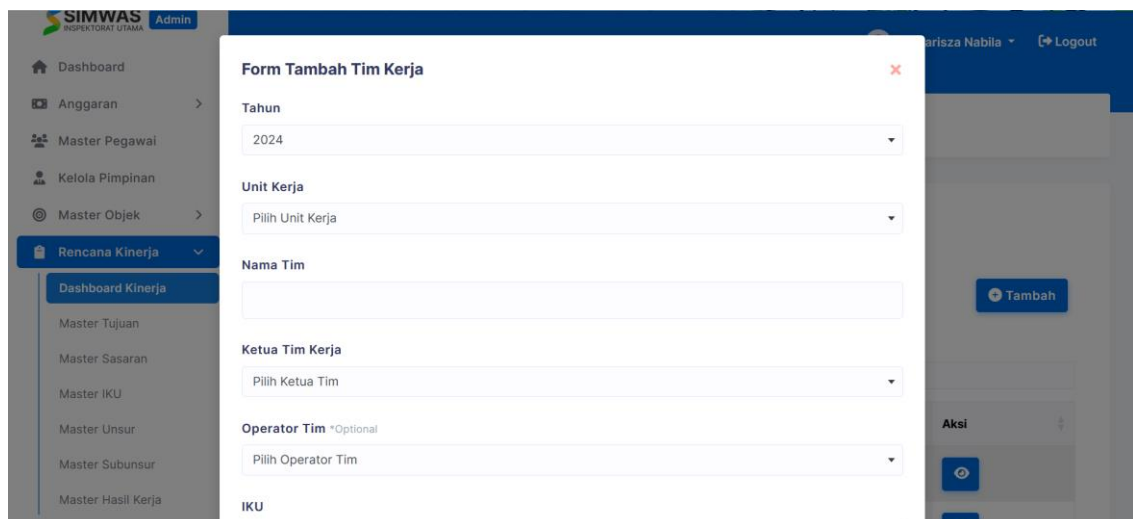 SIMWAS Admin
INSPEKTORAT UTAMA
arisza Nabila
Logout
Dashboard
Anggaran
Master Pegawai
Kelola Pimpinan
Master Objek
Rencana Kinerja
Dashboard Kinerja
Master Tujuan
Master Sasaran
Master IKU
Master Unsur
Master Subunsur
Master Hasil Kerja
Form Tambah Tim Kerja
Tahun
2024
Unit Kerja
Pilih Unit Kerja
Nama Tim
Ketua Tim Kerja
Pilih Ketua Tim
Operator Tim *Optional
Pilih Operator Tim
IKU
Tambah
Aksi